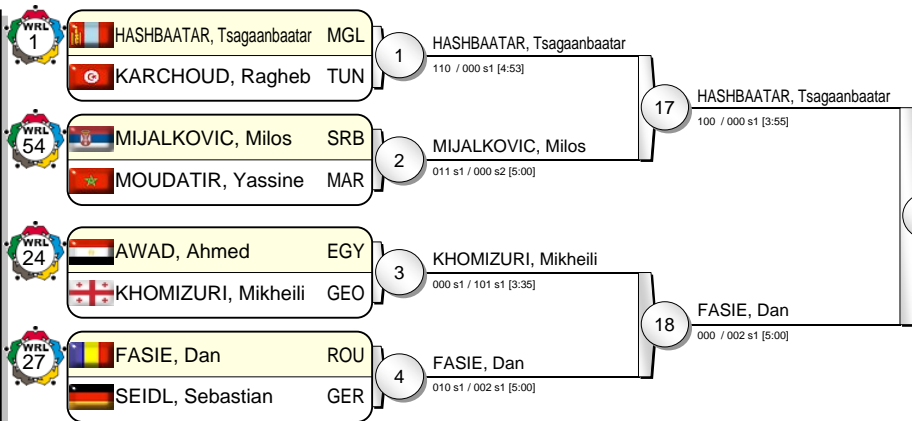 WRL
1
HASHBAATAR, Tsagaanbaatar MGL
KARCHOUD, Ragheb TUN
1
HASHBAATAR, Tsagaanbaatar
110 / 000 s1 [4:53]
WRL
54
MIJALKOVIC, Milos SRB
MOUDATIR, Yassine MAR
2
MIJALKOVIC, Milos
011 s1 / 000 s2 [5:00]
17
HASHBAATAR, Tsagaanbaatar
100 / 000 s1 [3:55]
WRL
24
AWAD, Ahmed EGY
KHOMIZURI, Mikheili GEO
3
KHOMIZURI, Mikheili
000 s1 / 101 s1 [3:35]
WRL
27
FASIE, Dan ROU
SEIDL, Sebastian GER
4
FASIE, Dan
010 s1 / 002 s1 [5:00]
18
FASIE, Dan
000 / 002 s1 [5:00]